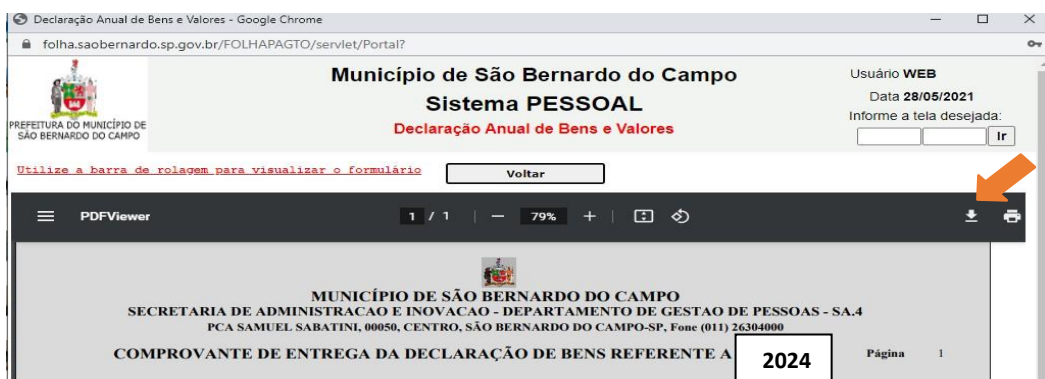 Declaração Anual de Bens e Valores - Google Chrome
folha.saobernardo.sp.gov.br/FOLHAPAGTO/servlet/Portal?
PREFEITURA DO MUNICÍPIO DE
SÃO BERNARDO DO CAMPO
Município de São Bernardo do Campo
Sistema PESSOAL
Declaração Anual de Bens e Valores
Usuário WEB
Data 28/05/2021
Informe a tela desejada:
Ir
Utilize a barra de rolagem para visualizar o formulário
Voltar
PDFViewer 1 / 1 79%
MUNICÍPIO DE SÃO BERNARDO DO CAMPO
SECRETARIA DE ADMINISTRACAO E INOVACAO - DEPARTAMENTO DE GESTAO DE PESSOAS - SA.4
PCA SAMUEL SABATINI, 00050, CENTRO, SÃO BERNARDO DO CAMPO-SP, Fone (011) 26304000
COMPROVANTE DE ENTREGA DA DECLARAÇÃO DE BENS REFERENTE A 2024 Página 1